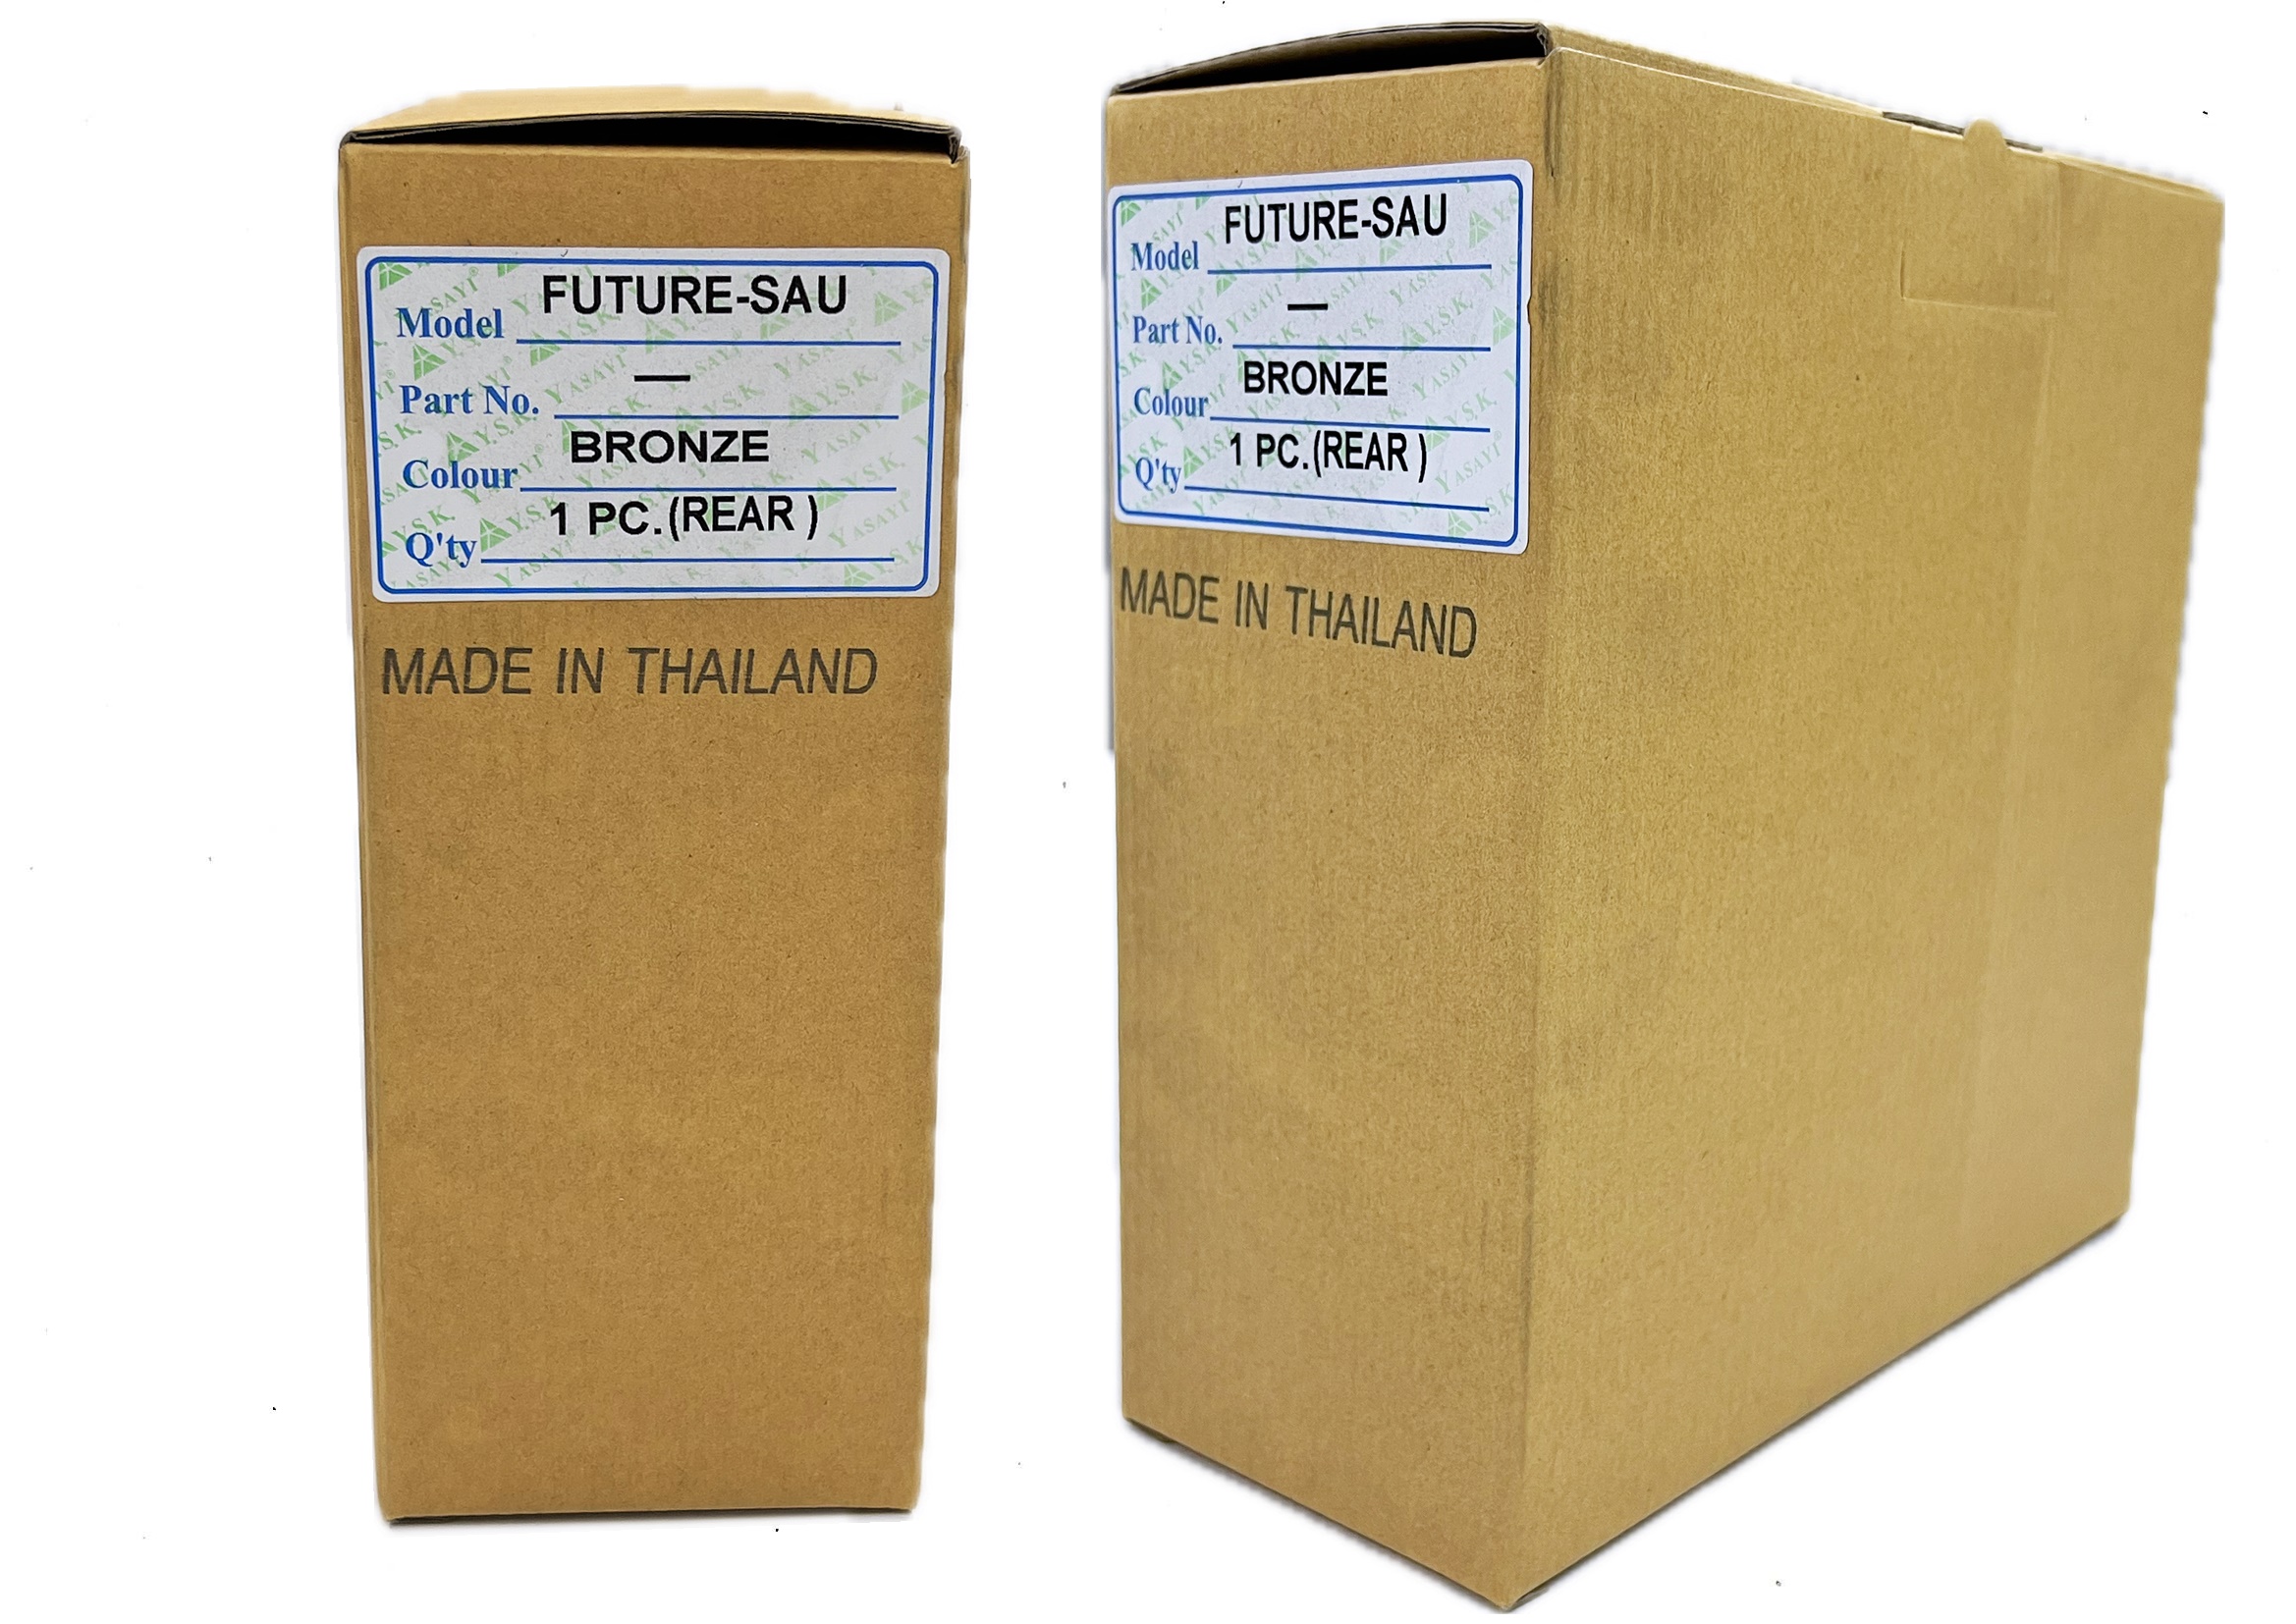 FUTURE-SAU
Model
—
Part No.
BRONZE
Colour
1 PC.(REAR )
Q'ty
MADE IN THAILAND
FUTURE-SAU
Model
—
Part No.
BRONZE
Colour
1 PC.(REAR )
Q'ty
MADE IN THAILAND